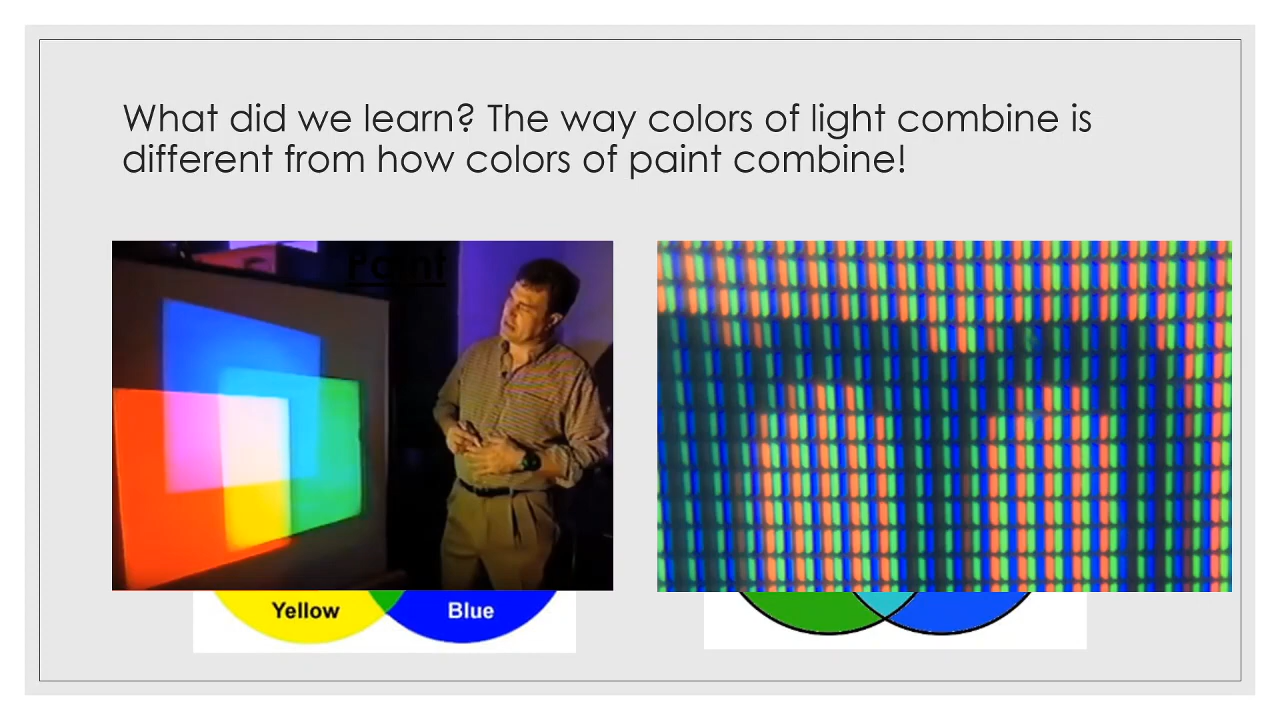 What did we learn? The way colors of light combine is
different from how colors of paint combine!
Paint
Yellow
Blue